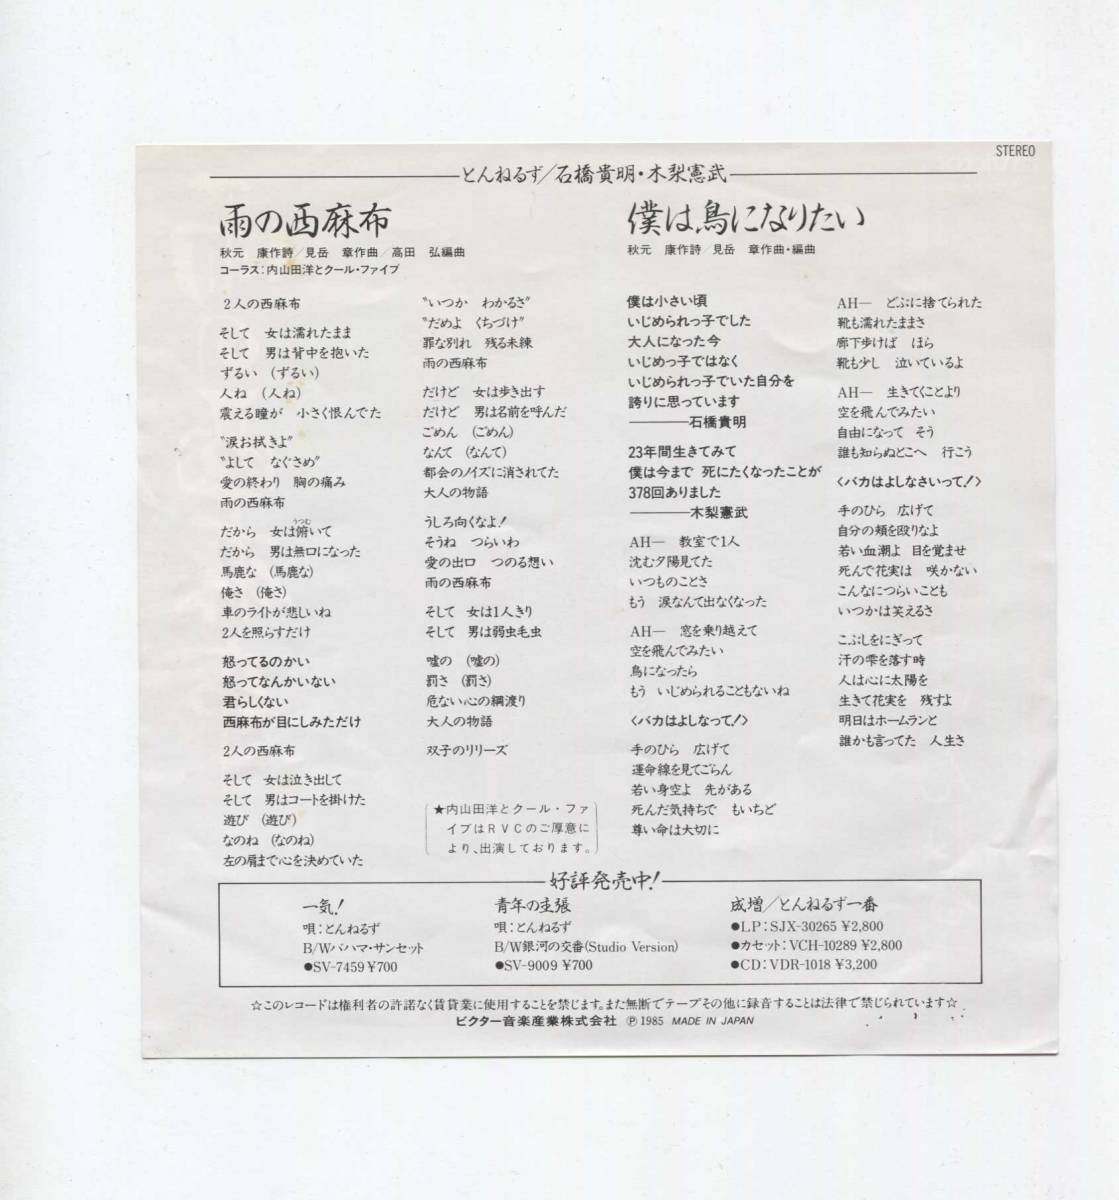 STEREO
とんねるず/石橋貴明・木梨憲武
雨の西麻布
秋元 康作詩/見岳 章作曲/高田 弘編曲
コーラス:内山田洋とクール・ファイブ
2人の西麻布
そして 女は濡れたまま
そして 男は背中を抱いた
ずるい (ずるい)
人ね (人ね)
震える瞳が 小さく恨んでた
"涙お拭きよ"
"よして なぐさめ"
愛の終わり 胸の痛み
雨の西麻布
だから 女は俯いて
うつむ
だから 男は無口になった
馬鹿な (馬鹿な)
俺さ (俺さ)
車のライトが悲しいね
2人を照らすだけ
怒ってるのかい
怒ってなんかいない
君らしくない
西麻布が目にしみただけ
2人の西麻布
そして 女は泣き出して
そして 男はコートを掛けた
遊び (遊び)
なのね (なのね)
左の肩まで心を決めていた
"いつか わかるさ"
"だめよ くちづけ"
罪な別れ 残る未練
雨の西麻布
だけど 女は歩き出す
だけど 男は名前を呼んだ
ごめん (ごめん)
なんて (なんて)
都会のノイズに消されてた
大人の物語
うしろ向くなよ!
そうね つらいわ
愛の出口 つのる想い
雨の西麻布
そして 女は1人きり
そして 男は弱虫毛虫
嘘の (嘘の)
罰さ (罰さ)
危ない心の綱渡り
大人の物語
双子のリリーズ
★内山田洋とクール・ファ
イブはRVCのご厚意に
より、出演しております。
僕は鳥になりたい
秋元 康作詩/見岳 章作曲・編曲
僕は小さい頃
いじめられっ子でした
大人になった今
いじめっ子ではなく
いじめられっ子でいた自分を
誇りに思っています
————石橋貴明
23年間生きてみて
僕は今まで 死にたくなったことが
378回ありました
————木梨憲武
AH— 教室で1人
沈む夕陽見てた
いつものことさ
もう 涙なんて出なくなった
AH— 窓を乗り越えて
空を飛んでみたい
鳥になったら
もう いじめられることもないね
〈バカはよしなって!〉
手のひら 広げて
運命線を見てごらん
若い身空よ 先がある
死んだ気持ちで もいちど
尊い命は大切に
AH— どぶに捨てられた
靴も濡れたままさ
廊下歩けば ほら
靴も少し 泣いているよ
AH— 生きてくことより
空を飛んでみたい
自由になって そう
誰も知らぬどこへ 行こう
〈バカはよしなさいって!〉
手のひら 広げて
自分の頬を殴りなよ
若い血潮よ 目を覚ませ
死んで花実は 咲かない
こんなにつらいことも
いつかは笑えるさ
こぶしをにぎって
汗の雫を落す時
人は心に太陽を
生きて花実を 残すよ
明日はホームランと
誰かも言ってた 人生さ
好評発売中!
一気!
唄:とんねるず
B/Wバハマ・サンセット
●SV-7459¥700
青年の主張
唄:とんねるず
B/W銀河の交番(Studio Version)
●SV-9009¥700
成増/とんねるず一番
●LP:SJX-30265¥2,800
●カセット:VCH-10289¥2,800
●CD:VDR-1018¥3,200
☆このレコードは権利者の許諾なく賃貸業に使用することを禁じます。また無断でテープその他に録音することは法律で禁じられています☆
ビクター音楽産業株式会社 ℗ 1985 MADE IN JAPAN